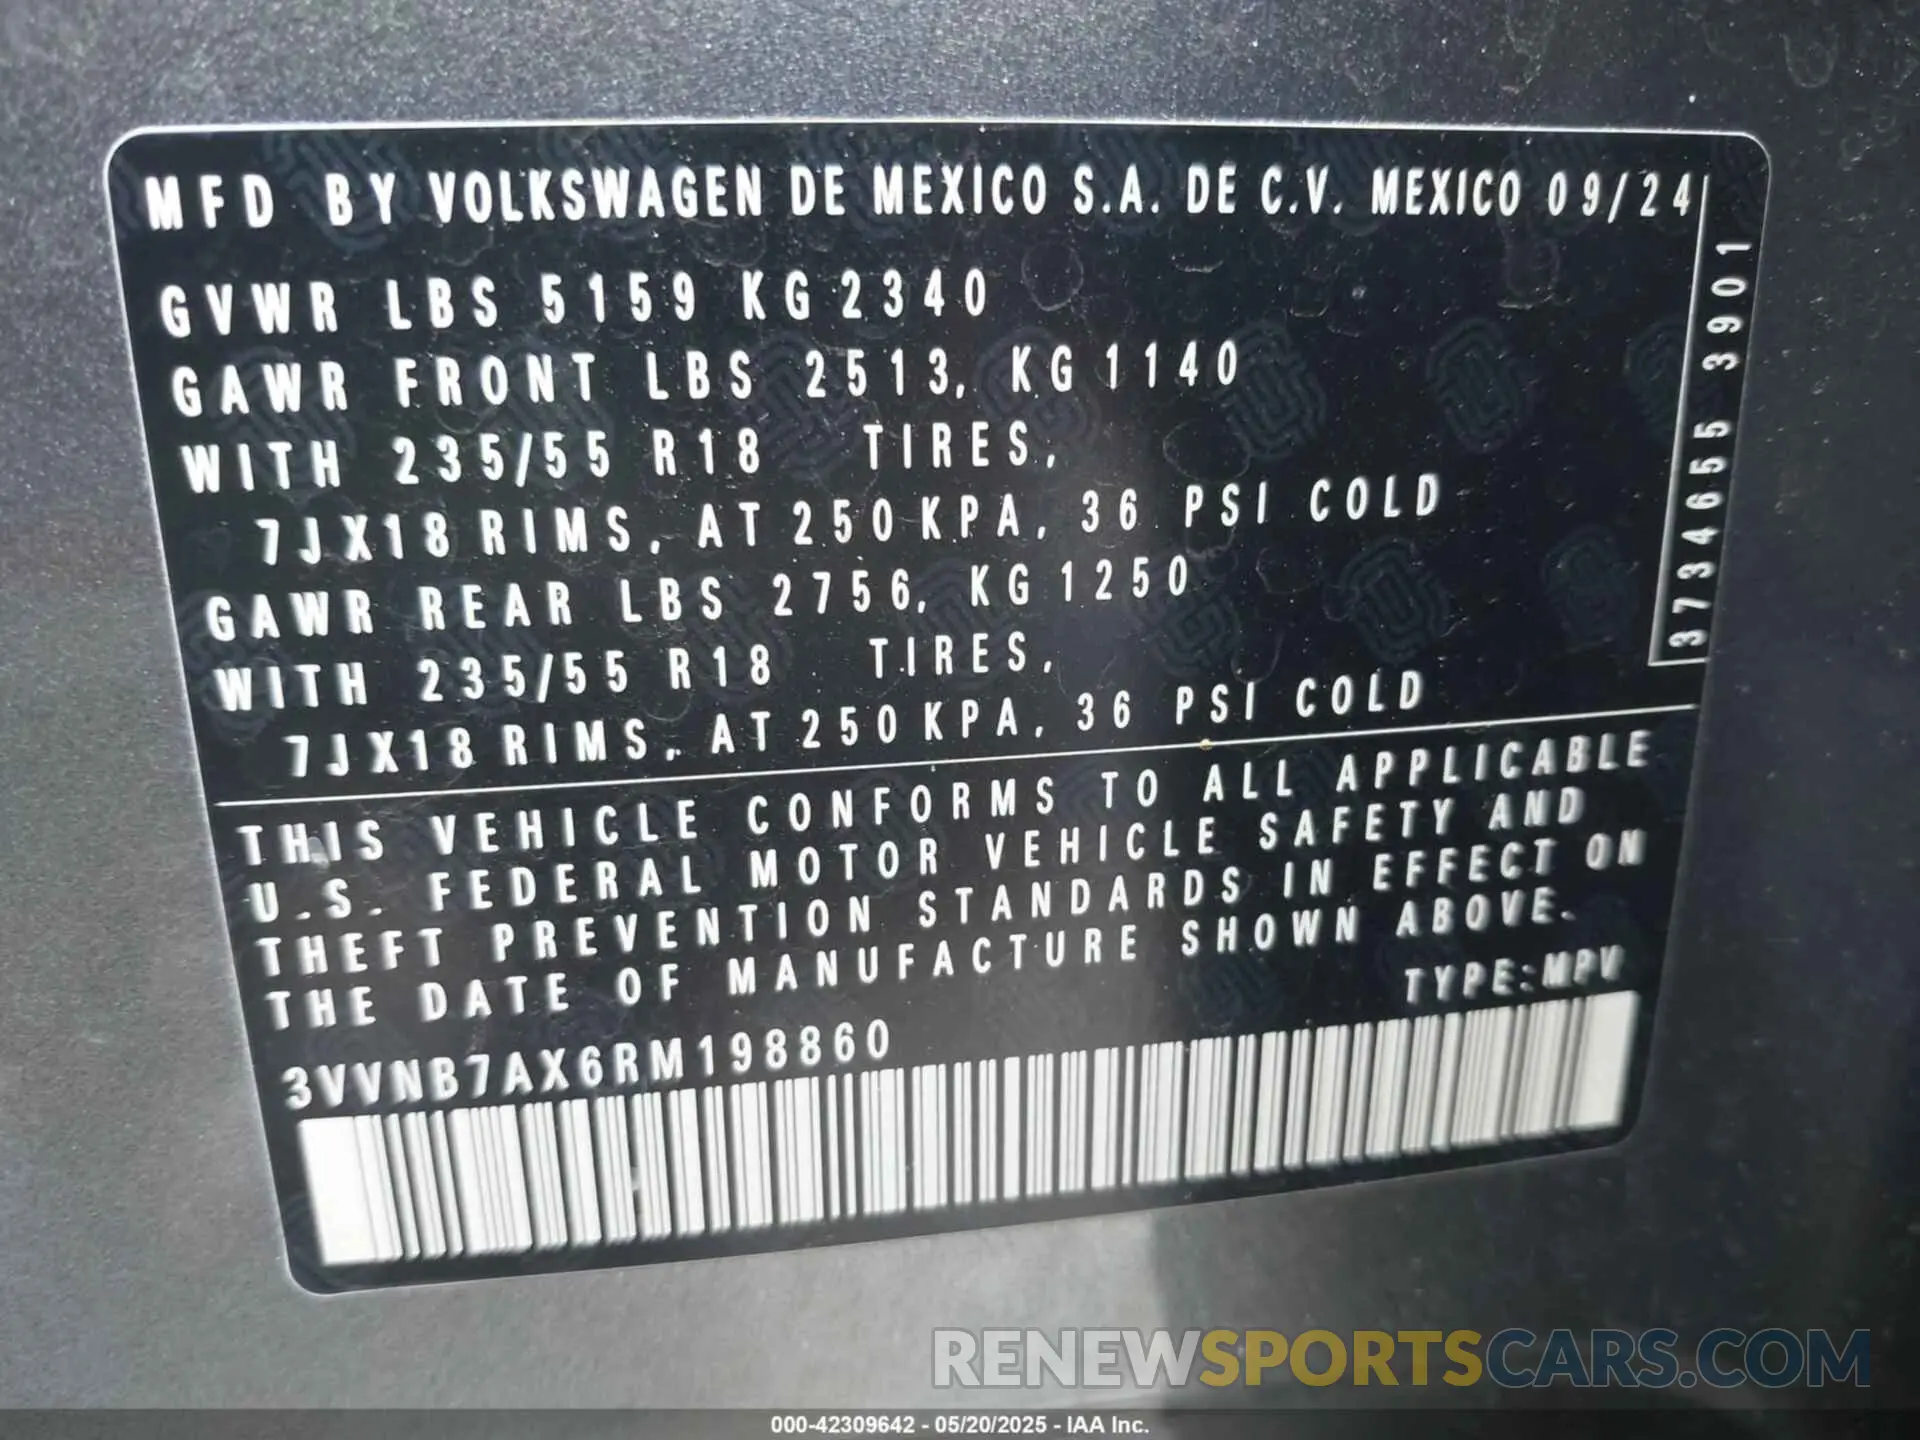 MFD BY VOLKSWAGEN DE MEXICO S.A. DE C.V. MEXICO 09/24
GVWR LBS 5159 KG 2340
GAWR FRONT LBS 2513, KG 1140
WITH 235/55 R18 TIRES,
7JX18 RIMS, AT 250 KPA, 36 PSI COLD
GAWR REAR LBS 2756, KG 1250
WITH 235/55 R18 TIRES,
7JX18 RIMS, AT 250 KPA, 36 PSI COLD
3734655 3901
THIS VEHICLE CONFORMS TO ALL APPLICABLE
U.S. FEDERAL MOTOR VEHICLE SAFETY AND
THEFT PREVENTION STANDARDS IN EFFECT ON
THE DATE OF MANUFACTURE SHOWN ABOVE.
TYPE:MPV
3VVNB7AX6RM198860
RENEWSPORTSCARS.COM
000-42309642 - 05/20/2025 - IAA Inc.